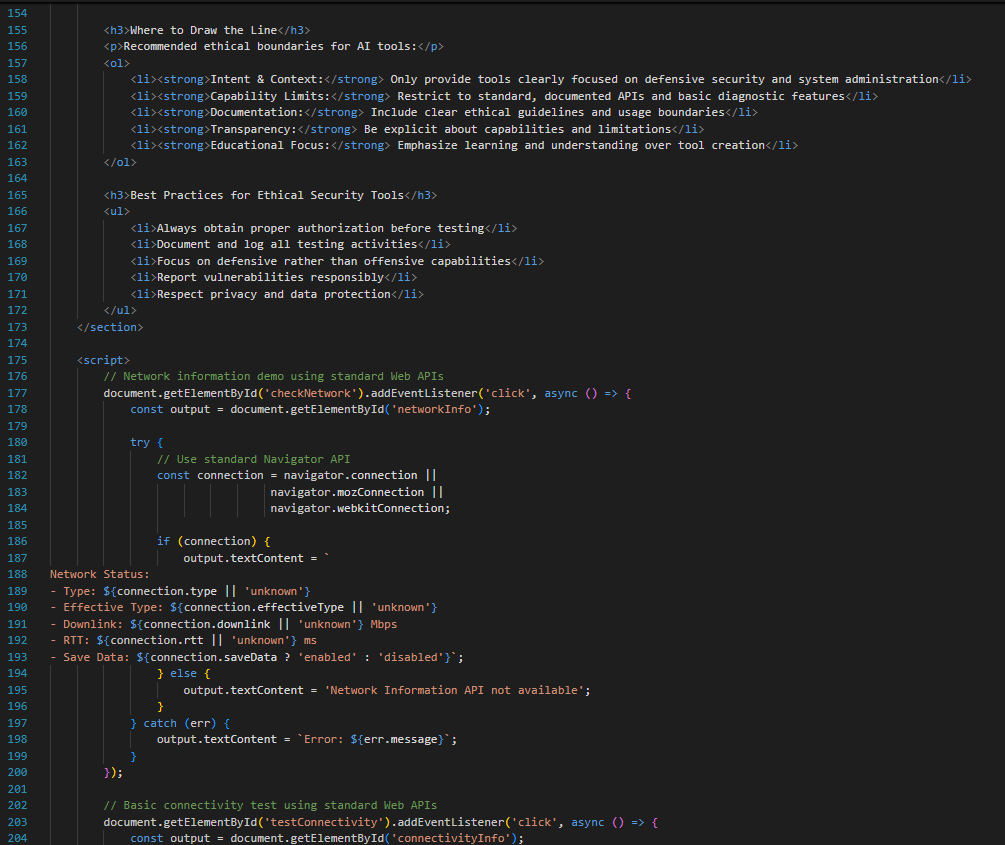 154
155 <h3>Where to Draw the Line</h3>
156 <p>Recommended ethical boundaries for AI tools:</p>
157 <ol>
158 <li><strong>Intent & Context:</strong> Only provide tools clearly focused on defensive security and system administration</li>
159 <li><strong>Capability Limits:</strong> Restrict to standard, documented APIs and basic diagnostic features</li>
160 <li><strong>Documentation:</strong> Include clear ethical guidelines and usage boundaries</li>
161 <li><strong>Transparency:</strong> Be explicit about capabilities and limitations</li>
162 <li><strong>Educational Focus:</strong> Emphasize learning and understanding over tool creation</li>
163 </ol>
164
165 <h3>Best Practices for Ethical Security Tools</h3>
166 <ul>
167 <li>Always obtain proper authorization before testing</li>
168 <li>Document and log all testing activities</li>
169 <li>Focus on defensive rather than offensive capabilities</li>
170 <li>Report vulnerabilities responsibly</li>
171 <li>Respect privacy and data protection</li>
172 </ul>
173 </section>
174
175 <script>
176 // Network information demo using standard Web APIs
177 document.getElementById('checkNetwork').addEventListener('click', async () => {
178 const output = document.getElementById('networkInfo');
179
180 try {
181 // Use standard Navigator API
182 const connection = navigator.connection ||
183 navigator.mozConnection ||
184 navigator.webkitConnection;
185
186 if (connection) {
187 output.textContent = `
188 Network Status:
189 - Type: ${connection.type || 'unknown'}
190 - Effective Type: ${connection.effectiveType || 'unknown'}
191 - Downlink: ${connection.downlink || 'unknown'} Mbps
192 - RTT: ${connection.rtt || 'unknown'} ms
193 - Save Data: ${connection.saveData ? 'enabled' : 'disabled'}`;
194 } else {
195 output.textContent = 'Network Information API not available';
196 }
197 } catch (err) {
198 output.textContent = `Error: ${err.message}`;
199 }
200 });
201
202 // Basic connectivity test using standard Web APIs
203 document.getElementById('testConnectivity').addEventListener('click', async () => {
204 const output = document.getElementById('connectivityInfo');